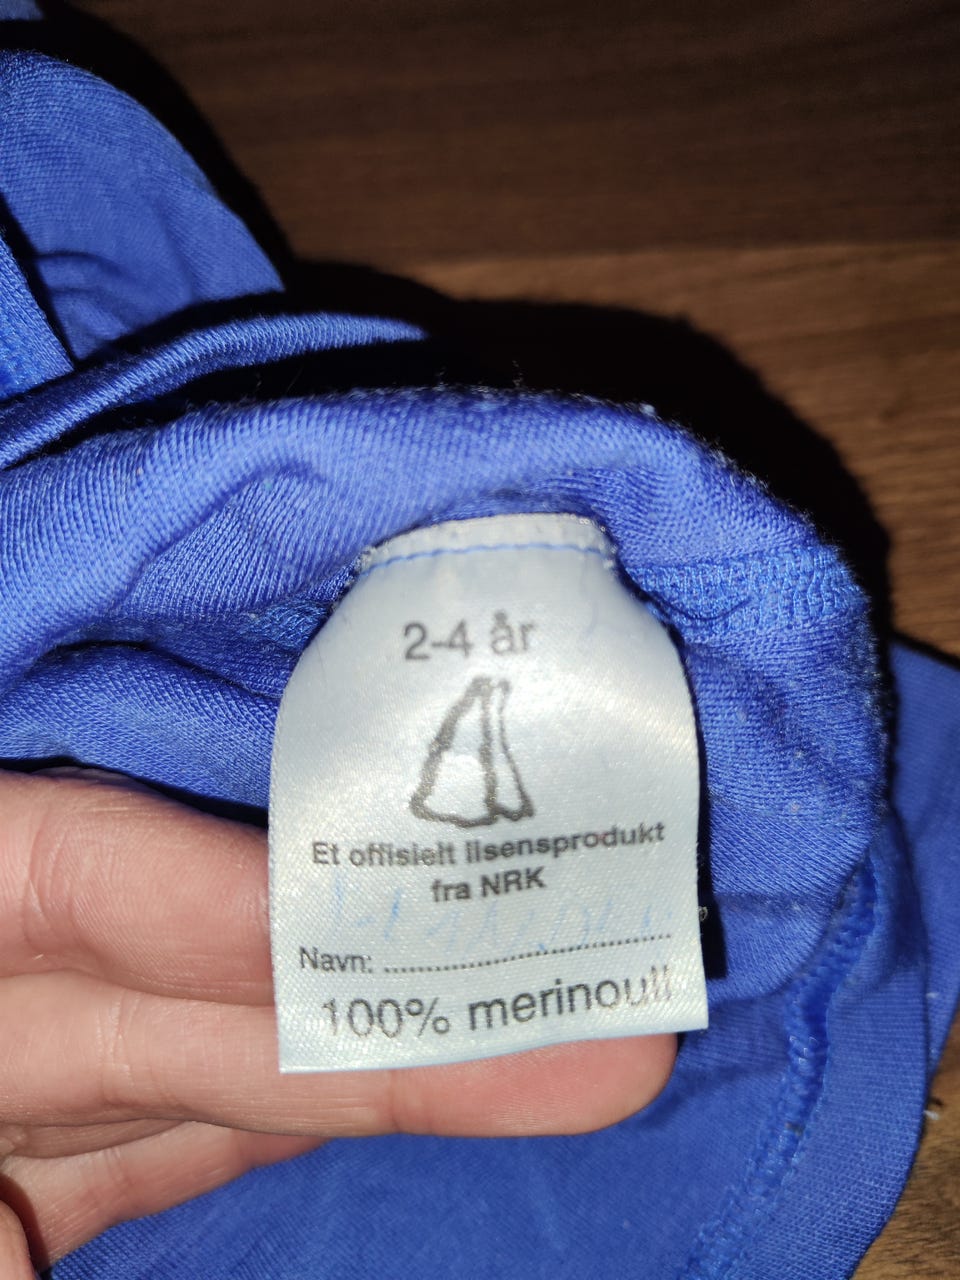 2-4 år
Et offisielt lisensprodukt
fra NRK
Navn: ..............................
100% merinoull